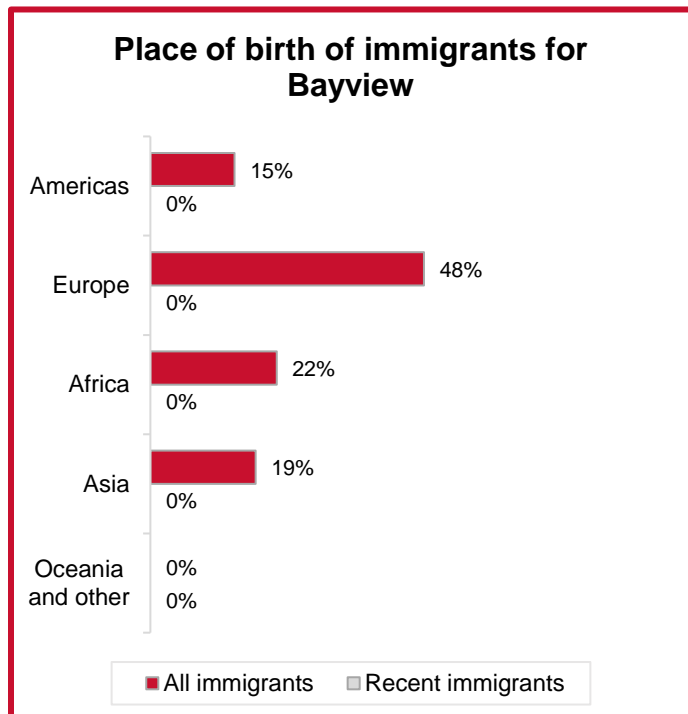 Place of birth of immigrants for
Bayview
Americas
15%
0%
Europe
48%
0%
Africa
22%
0%
Asia
19%
0%
Oceania
and other
0%
0%
All immigrants
Recent immigrants